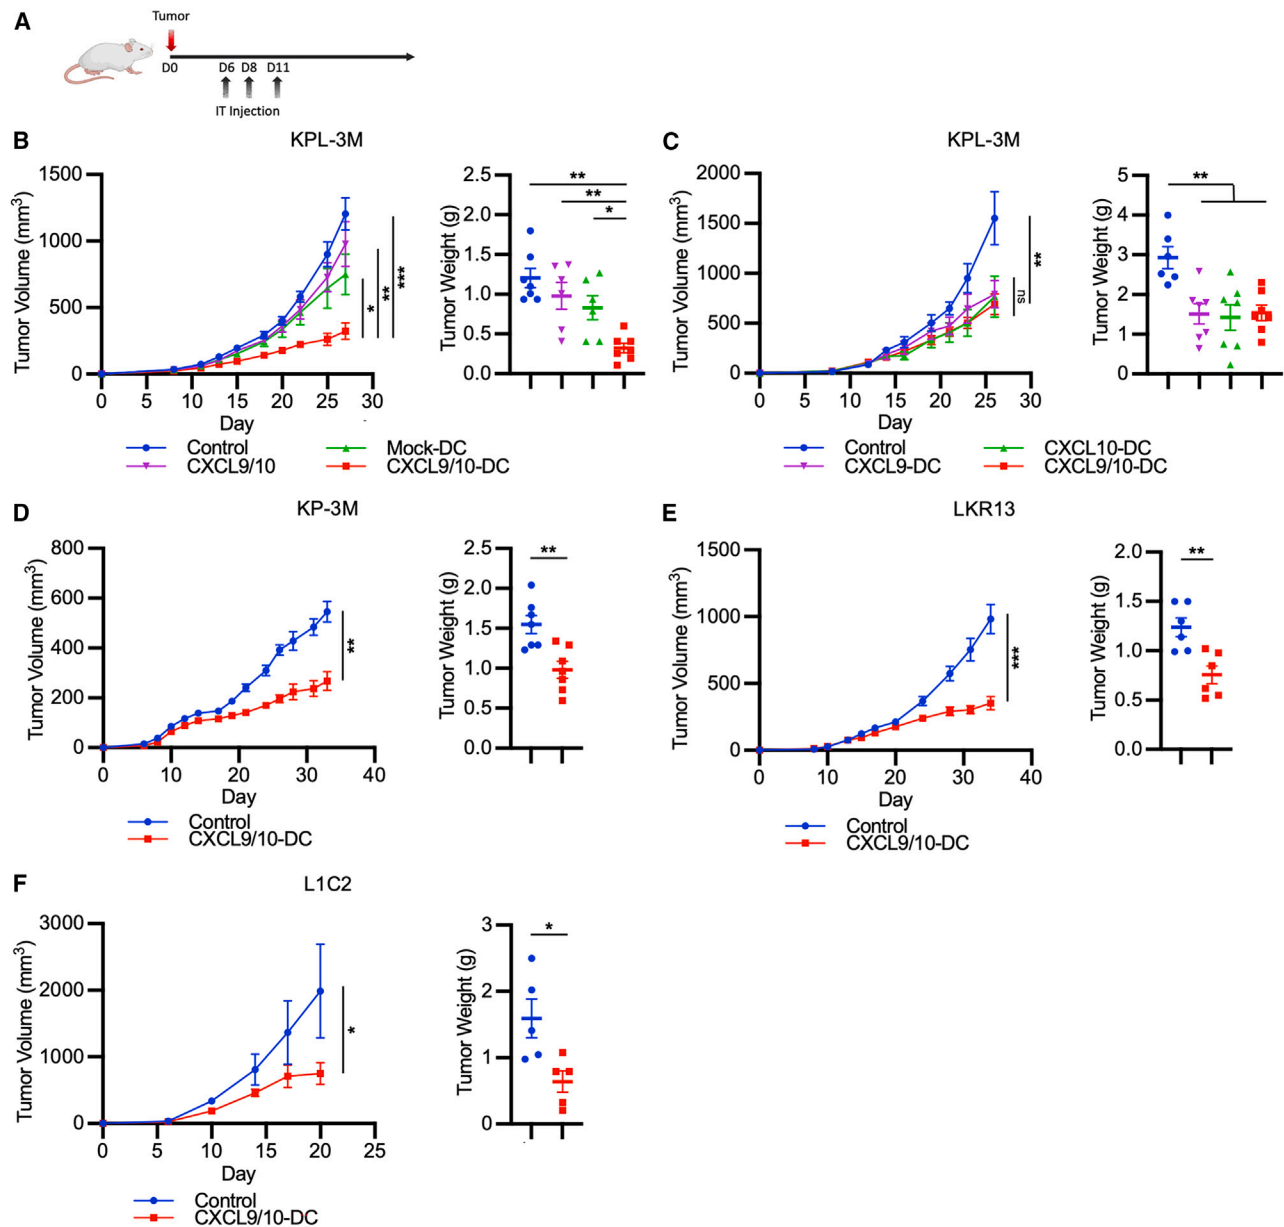 A
Tumor
D0 D6 D8 D11
IT Injection
B
KPL-3M
Tumor Volume (mm3)
1500
1000
500
0
0 5 10 15 20 25 30
Day
*
**
***
Tumor Weight (g)
2.5
2.0
1.5
1.0
0.5
0.0
**
**
*
Control
CXCL9/10
Mock-DC
CXCL9/10-DC
C
KPL-3M
Tumor Volume (mm3)
2000
1500
1000
500
0
0 5 10 15 20 25 30
Day
ns
**
Tumor Weight (g)
5
4
3
2
1
0
**
Control
CXCL9-DC
CXCL10-DC
CXCL9/10-DC
D
KP-3M
Tumor Volume (mm3)
800
600
400
200
0
0 10 20 30 40
Day
**
Tumor Weight (g)
2.5
2.0
1.5
1.0
0.5
0.0
**
Control
CXCL9/10-DC
E
LKR13
Tumor Volume (mm3)
1500
1000
500
0
0 10 20 30 40
Day
***
Tumor Weight (g)
2.0
1.5
1.0
0.5
0.0
**
Control
CXCL9/10-DC
F
L1C2
Tumor Volume (mm3)
3000
2000
1000
0
0 5 10 15 20 25
Day
*
Tumor Weight (g)
3
2
1
0
*
Control
CXCL9/10-DC